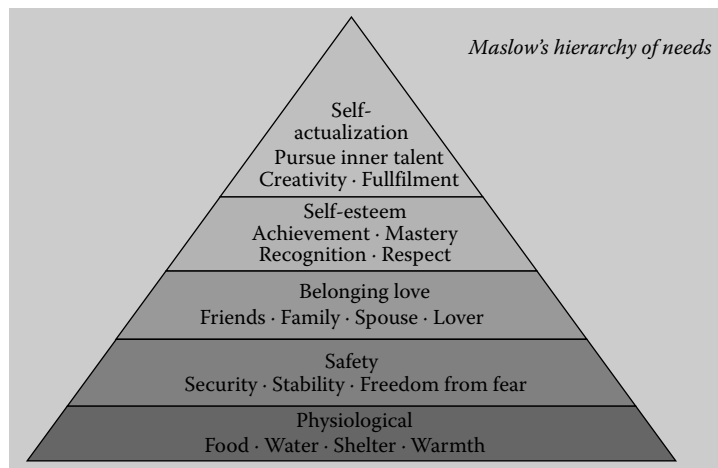 Maslow's hierarchy of needs
Self-
actualization
Pursue inner talent
Creativity · Fullfilment
Self-esteem
Achievement · Mastery
Recognition · Respect
Belonging love
Friends · Family · Spouse · Lover
Safety
Security · Stability · Freedom from fear
Physiological
Food · Water · Shelter · Warmth